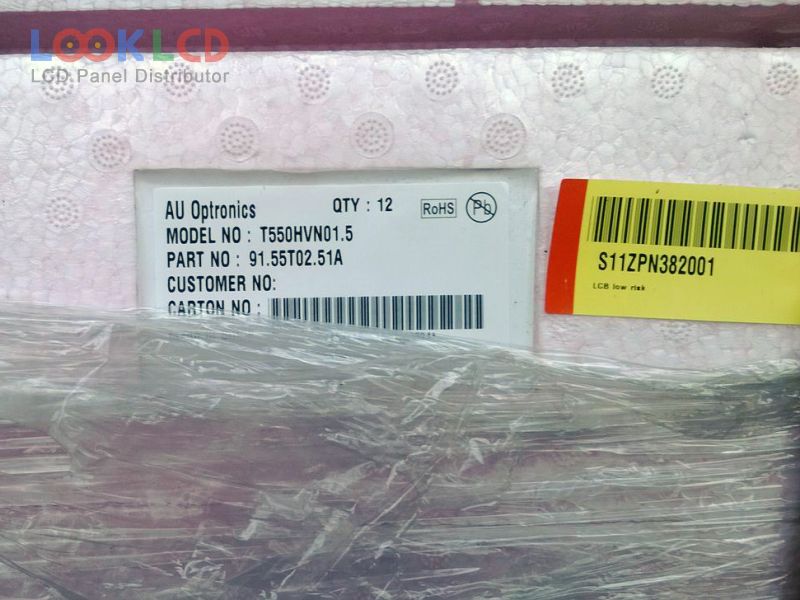 LOOKLCD
LCD Panel Distributor
AU Optronics QTY : 12 RoHS Pb
MODEL NO : T550HVN01.5
PART NO : 91.55T02.51A
CUSTOMER NO:
CARTON NO :
S11ZPN382001
LCB low risk